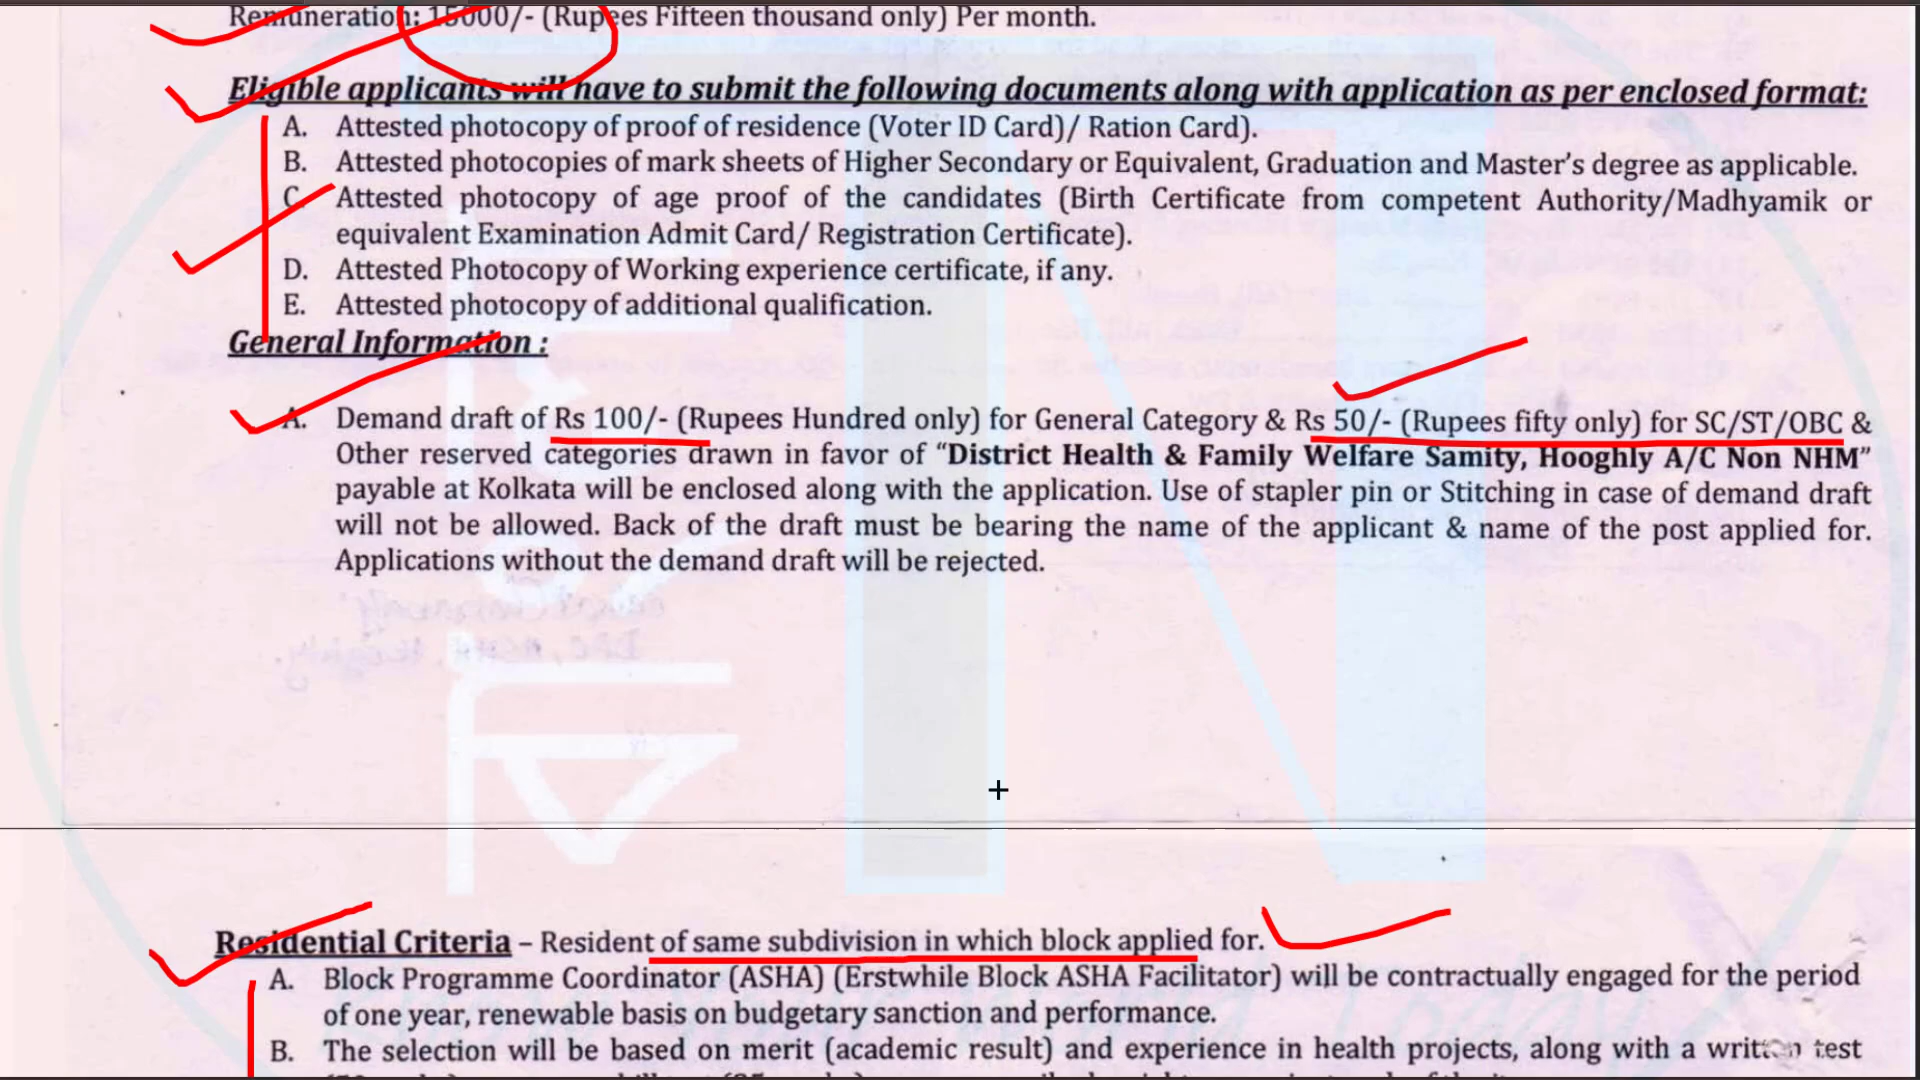 Remuneration: 15000/- (Rupees Fifteen thousand only) Per month.
Eligible applicants will have to submit the following documents along with application as per enclosed format:
A. Attested photocopy of proof of residence (Voter ID Card)/ Ration Card).
B. Attested photocopies of mark sheets of Higher Secondary or Equivalent, Graduation and Master's degree as applicable.
C. Attested photocopy of age proof of the candidates (Birth Certificate from competent Authority/Madhyamik or
equivalent Examination Admit Card/ Registration Certificate).
D. Attested Photocopy of Working experience certificate, if any.
E. Attested photocopy of additional qualification.
General Information :
A. Demand draft of Rs 100/- (Rupees Hundred only) for General Category & Rs 50/- (Rupees fifty only) for SC/ST/OBC &
Other reserved categories drawn in favor of “District Health & Family Welfare Samity, Hooghly A/C Non NHM”
payable at Kolkata will be enclosed along with the application. Use of stapler pin or Stitching in case of demand draft
will not be allowed. Back of the draft must be bearing the name of the applicant & name of the post applied for.
Applications without the demand draft will be rejected.
Residential Criteria – Resident of same subdivision in which block applied for.
A. Block Programme Coordinator (ASHA) (Erstwhile Block ASHA Facilitator) will be contractually engaged for the period
of one year, renewable basis on budgetary sanction and performance.
B. The selection will be based on merit (academic result) and experience in health projects, along with a written test